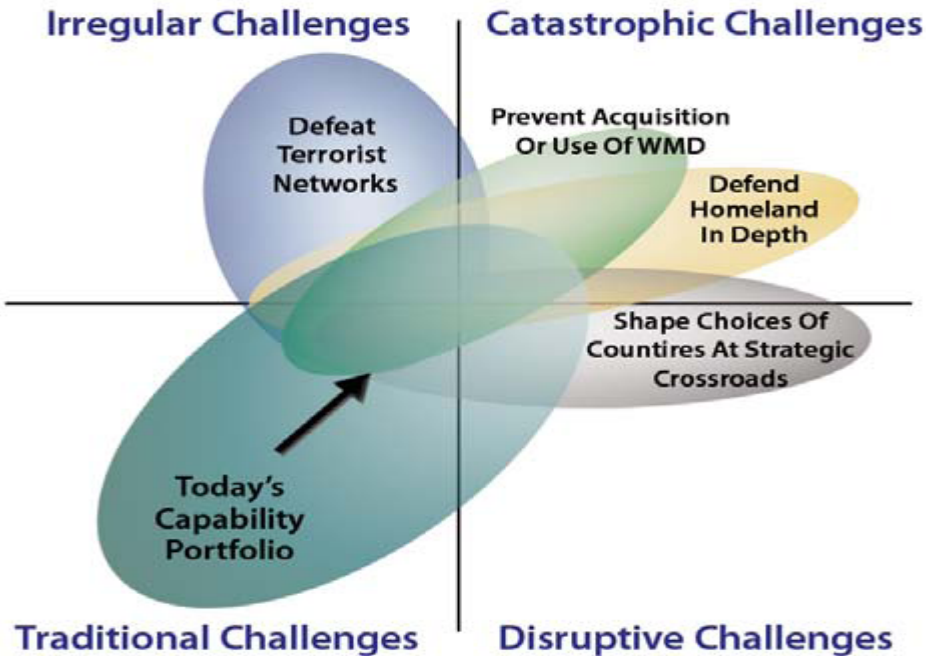 Irregular Challenges
Catastrophic Challenges
Defeat
Terrorist
Networks
Prevent Acquisition
Or Use Of WMD
Defend
Homeland
In Depth
Shape Choices Of
Countires At Strategic
Crossroads
Today's
Capability
Portfolio
Traditional Challenges
Disruptive Challenges